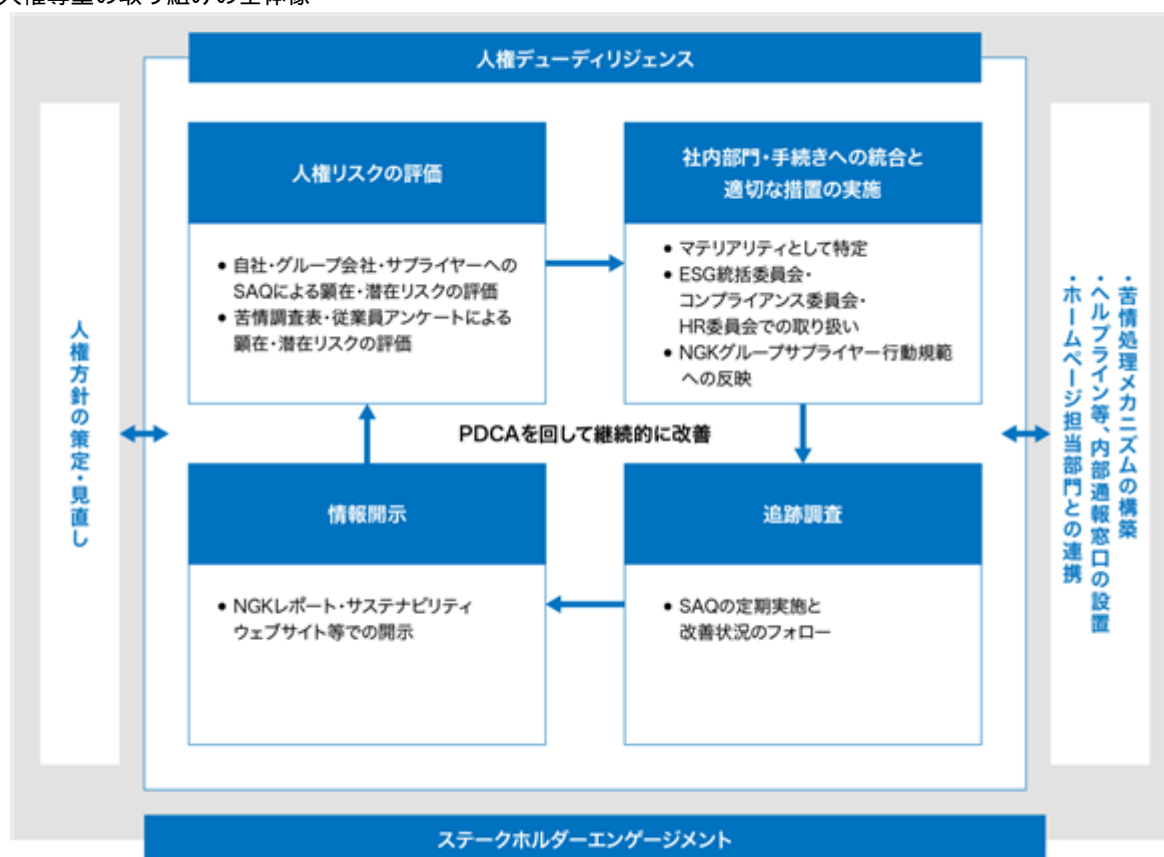 人権尊重の取り組みの全体像
人権デューディリジェンス
人権方針の策定・見直し
人権リスクの評価
• 自社・グループ会社・サプライヤーへの
SAQによる顕在・潜在リスクの評価
• 苦情調査表・従業員アンケートによる
顕在・潜在リスクの評価
社内部門・手続きへの統合と
適切な措置の実施
• マテリアリティとして特定
• ESG統括委員会・
コンプライアンス委員会・
HR委員会での取り扱い
• NGKグループサプライヤー行動規範
への反映
PDCAを回して継続的に改善
情報開示
• NGKレポート・サステナビリティ
ウェブサイト等での開示
追跡調査
• SAQの定期実施と
改善状況のフォロー
・苦情処理メカニズムの構築
・ヘルプライン等、内部通報窓口の設置
・ホームページ担当部門との連携
ステークホルダーエンゲージメント